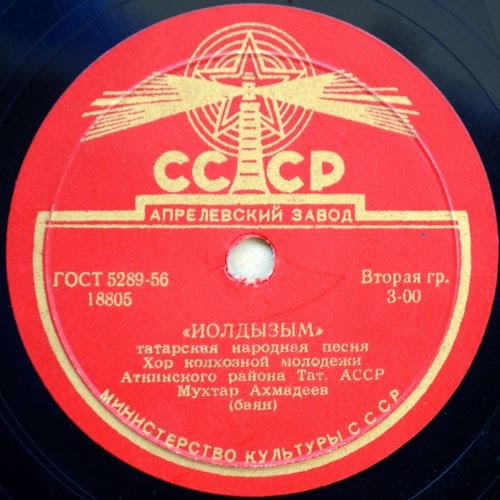 СССР
АПРЕЛЕВСКИЙ ЗАВОД
ГОСТ 5289-56
18805
Вторая гр.
3-00
«ИОЛДЫЗЫМ»
татарская народная песня
Хор колхозной молодежи
Атнинского района Тат. АССР
Мухтар Ахмадеев
(баян)
МИНИСТЕРСТВО КУЛЬТУРЫ СССР